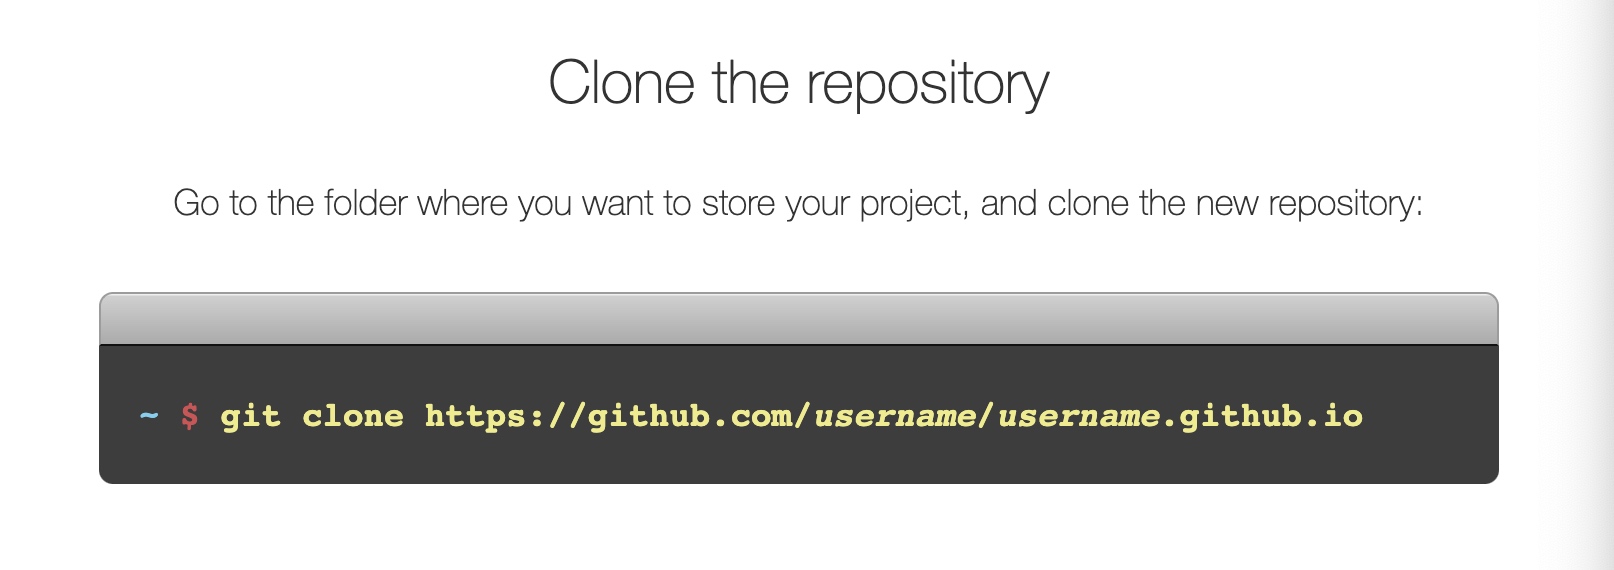 Clone the repository
Go to the folder where you want to store your project, and clone the new repository:
~ $ git clone https://github.com/username/username.github.io